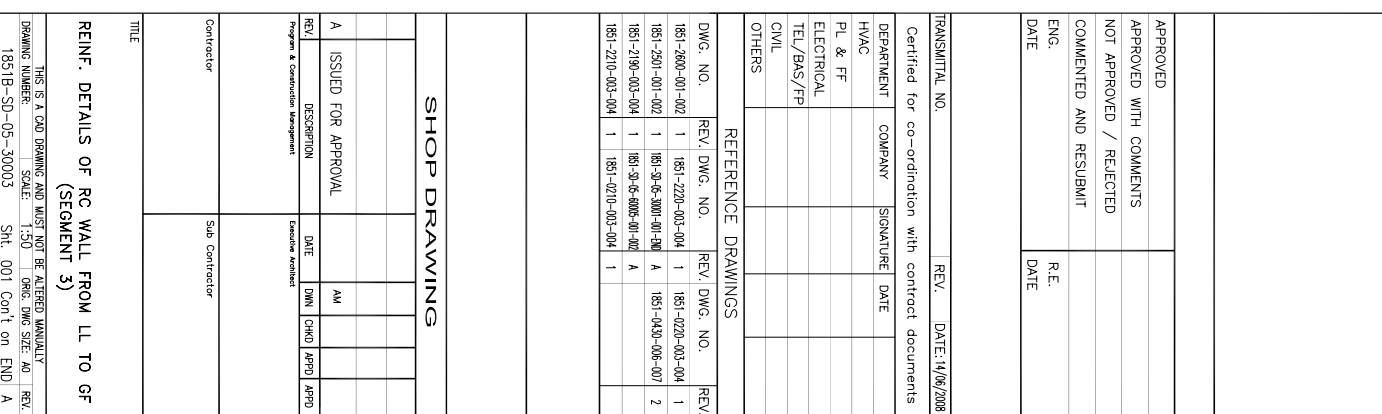 APPROVED
APPROVED WITH COMMENTS
NOT APPROVED / REJECTED
COMMENTED AND RESUBMIT
ENG. R.E.
DATE DATE
TRANSMITTAL NO. REV. DATE: 14/06/2008
Certified for co-ordination with contract documents
DEPARTMENT COMPANY SIGNATURE DATE
HVAC
PL & FF
ELECTRICAL
TEL/BAS/FP
CIVIL
OTHERS
REFERENCE DRAWINGS
DWG. NO. REV. DWG. NO. REV. DWG. NO. REV.
1851-2600-001-002 1 1851-2220-003-004 1 1851-0220-003-004 1
1851-2501-001-002 1 1851-SD-05-30001-001-END A 1851-0430-006-007 2
1851-2190-003-004 1 1851-SD-05-60005-001-002 A
1851-2210-003-004 1 1851-0210-003-004 1
SHOP DRAWING
A ISSUED FOR APPROVAL AM
REV. DESCRIPTION DATE DWN CHKD APPD APPD
Program & Construction Management Executive Architect
Contractor Sub Contractor
TITLE
REINF. DETAILS OF RC WALL FROM LL TO GF
(SEGMENT 3)
THIS IS A CAD DRAWING AND MUST NOT BE ALTERED MANUALLY
DRAWING NUMBER: SCALE: 1:50 ORIG. DWG SIZE: A0 REV.
1851B-SD-05-30003 Sht. 001 Con't on END A